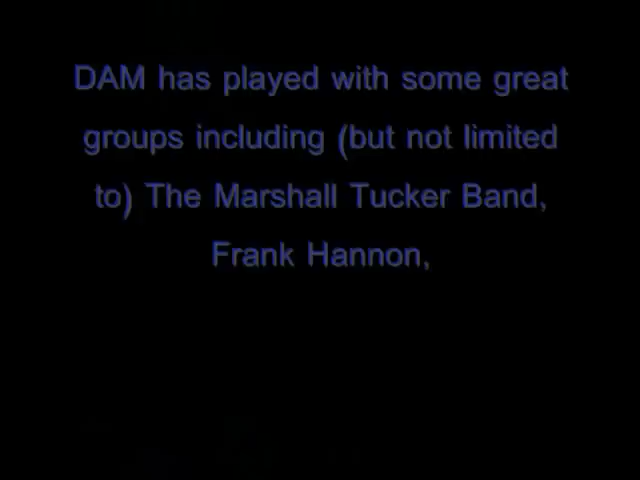 DAM has played with some great
groups including (but not limited
to) The Marshall Tucker Band,
Frank Hannon,